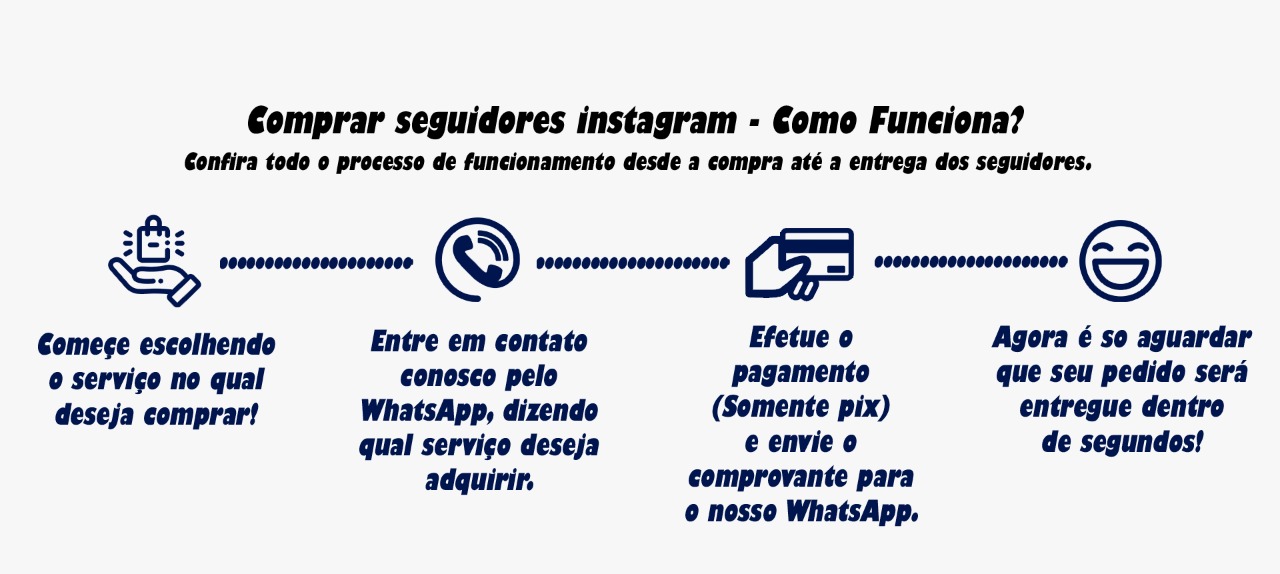 Comprar seguidores instagram - Como Funciona?
Confira todo o processo de funcionamento desde a compra até a entrega dos seguidores.
Começe escolhendo
o serviço no qual
deseja comprar!
Entre em contato
conosco pelo
WhatsApp, dizendo
qual serviço deseja
adquirir.
Efetue o
pagamento
(Somente pix)
e envie o
comprovante para
o nosso WhatsApp.
Agora é so aguardar
que seu pedido será
entregue dentro
de segundos!